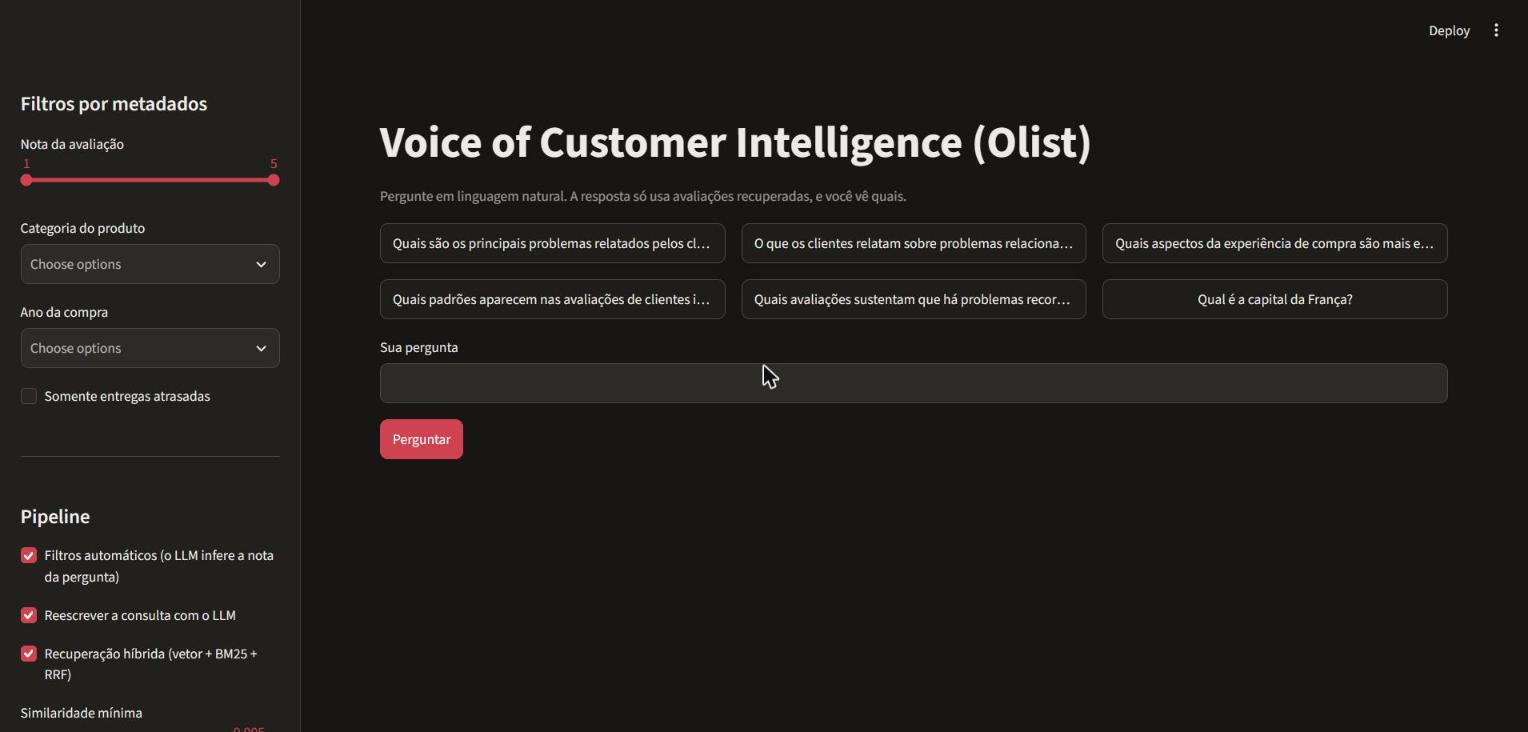 Deploy
Filtros por metadados
Nota da avaliação
1 5
Categoria do produto
Choose options
Ano da compra
Choose options
Somente entregas atrasadas
Pipeline
Filtros automáticos (o LLM infere a nota
da pergunta)
Reescrever a consulta com o LLM
Recuperação híbrida (vetor + BM25 +
RRF)
Similaridade mínima
Voice of Customer Intelligence (Olist)
Pergunte em linguagem natural. A resposta só usa avaliações recuperadas, e você vê quais.
Quais são os principais problemas relatados pelos cl...
O que os clientes relatam sobre problemas relaciona...
Quais aspectos da experiência de compra são mais e...
Quais padrões aparecem nas avaliações de clientes i...
Quais avaliações sustentam que há problemas recor...
Qual é a capital da França?
Sua pergunta
Perguntar